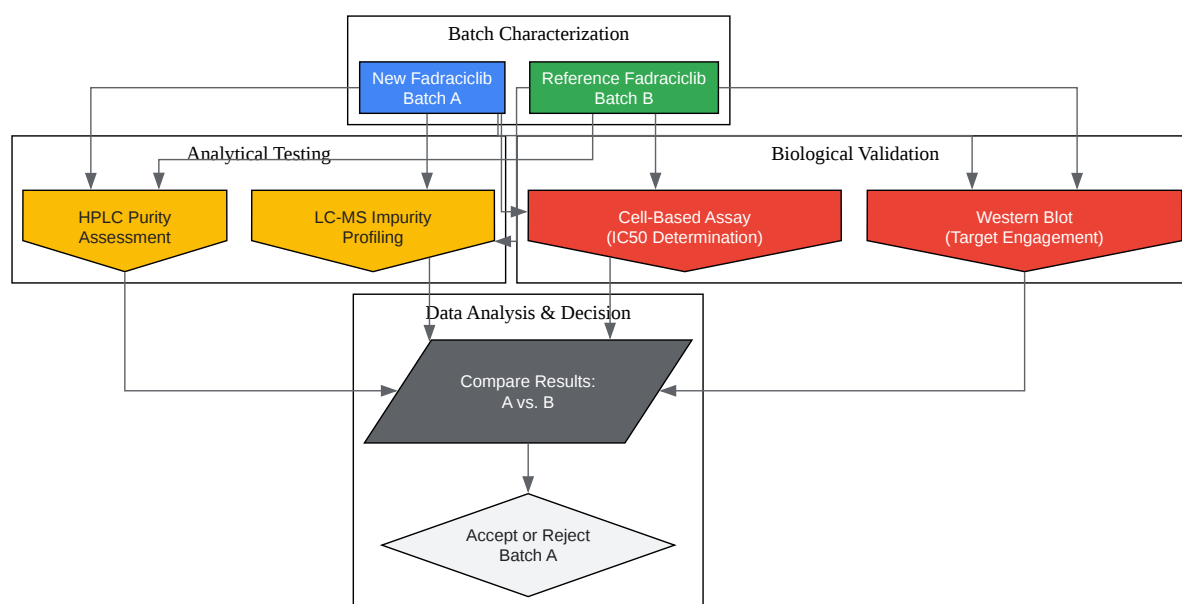 Batch Characterization
New Fadraciclib
Batch A
Reference Fadraciclib
Batch B
Analytical Testing
Biological Validation
HPLC Purity
Assessment
LC-MS Impurity
Profiling
Cell-Based Assay
(IC50 Determination)
Western Blot
(Target Engagement)
Data Analysis & Decision
Compare Results:
A vs. B
Accept or Reject
Batch A